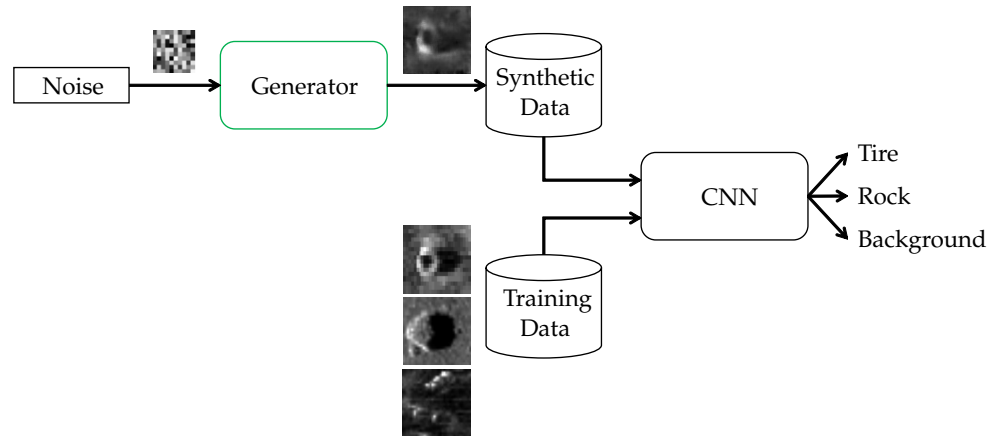 Noise
Generator
Synthetic
Data
CNN
Tire
Rock
Background
Training
Data